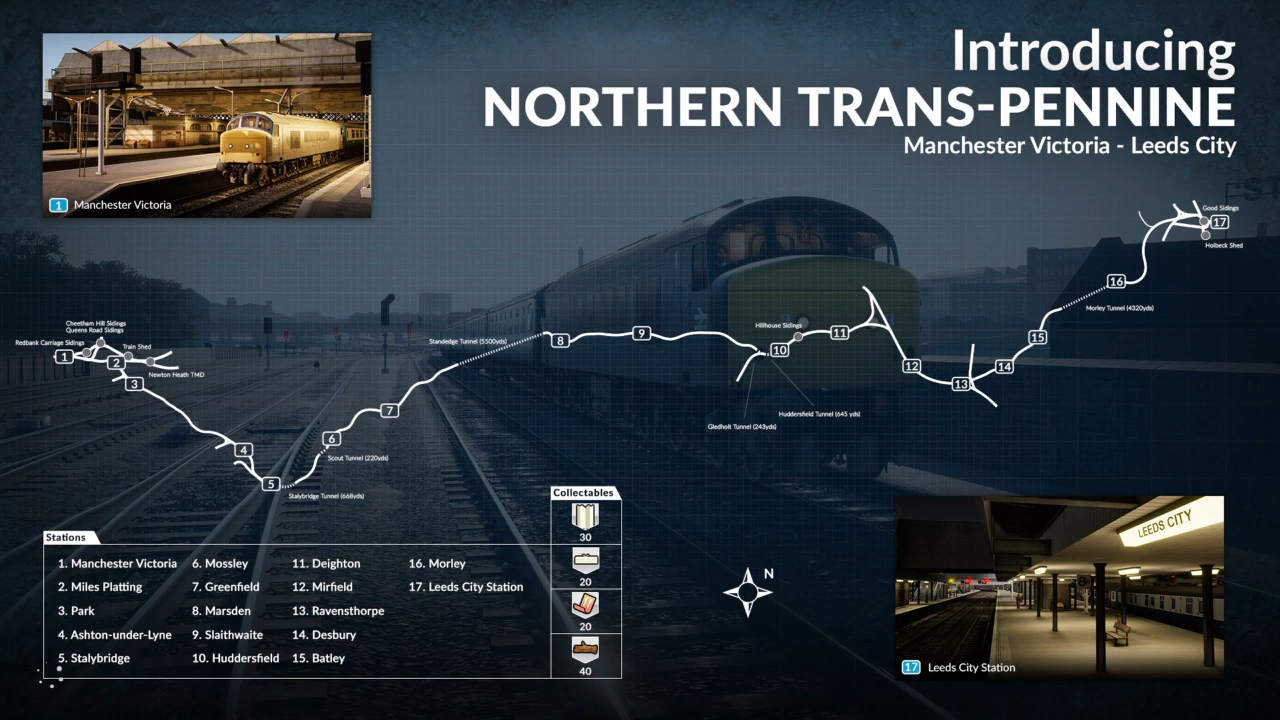 Introducing
NORTHERN TRANS-PENNINE
Manchester Victoria - Leeds City
1 Manchester Victoria
Good Sidings
17
Holbeck Shed
16
Morley Tunnel (4320yds)
Cheetham Hill Sidings
Queens Road Sidings
Redbank Carriage Sidings
Train Shed
1
2
Newton Heath TMD
3
Standedge Tunnel (5500yds)
8
9
Hillhouse Sidings
10
11
15
12
13
14
7
Huddersfield Tunnel (645 yds)
Gledholt Tunnel (243yds)
6
4
Scout Tunnel (220yds)
5
Stalybridge Tunnel (668yds)
Collectables
30
20
20
40
Stations
1. Manchester Victoria
2. Miles Platting
3. Park
4. Ashton-under-Lyne
5. Stalybridge
6. Mossley
7. Greenfield
8. Marsden
9. Slaithwaite
10. Huddersfield
11. Deighton
12. Mirfield
13. Ravensthorpe
14. Desbury
15. Batley
16. Morley
17. Leeds City Station
N
LEEDS CITY
17 Leeds City Station